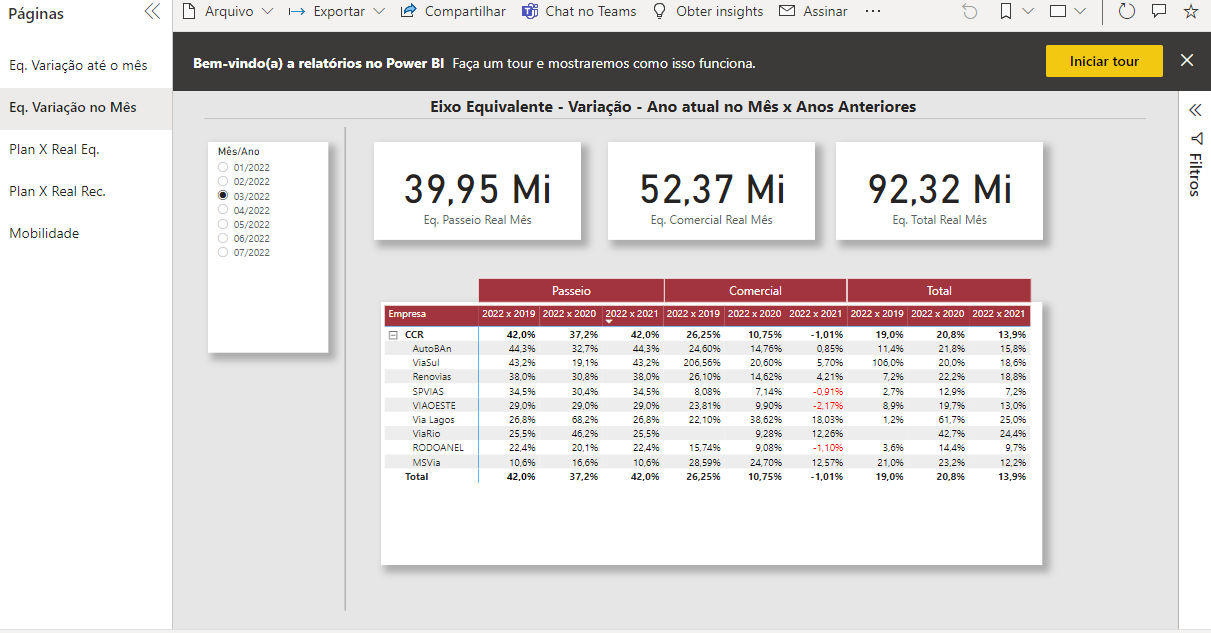 Páginas
Arquivo Exportar Compartilhar Chat no Teams Obter insights Assinar ...
Eq. Variação até o mês
Eq. Variação no Mês
Plan X Real Eq.
Plan X Real Rec.
Mobilidade
Bem-vindo(a) a relatórios no Power BI Faça um tour e mostraremos como isso funciona.
Iniciar tour
Filtros
Eixo Equivalente - Variação - Ano atual no Mês x Anos Anteriores
Mês/Ano
01/2022
02/2022
03/2022
04/2022
05/2022
06/2022
07/2022
39,95 Mi
Eq. Passeio Real Mês
52,37 Mi
Eq. Comercial Real Mês
92,32 Mi
Eq. Total Real Mês
Passeio Comercial Total
Empresa 2022 x 2019 2022 x 2020 2022 x 2021 2022 x 2019 2022 x 2020 2022 x 2021 2022 x 2019 2022 x 2020 2022 x 2021
CCR 42,0% 37,2% 42,0% 26,25% 10,75% -1,01% 19,0% 20,8% 13,9%
AutoBAn 44,3% 32,7% 44,3% 24,60% 14,76% 0,85% 11,4% 21,8% 15,8%
ViaSul 43,2% 19,1% 43,2% 206,56% 20,60% 5,70% 106,0% 20,0% 18,6%
Renovias 38,0% 30,8% 38,0% 26,10% 14,62% 4,21% 7,2% 22,2% 18,8%
SPVIAS 34,5% 30,4% 34,5% 8,08% 7,14% -0,91% 2,7% 12,9% 7,2%
VIAOESTE 29,0% 29,0% 29,0% 23,81% 9,90% -2,17% 8,9% 19,7% 13,0%
Via Lagos 26,8% 68,2% 26,8% 22,10% 38,62% 18,03% 1,2% 61,7% 25,0%
ViaRio 25,5% 46,2% 25,5% 9,28% 12,26% 42,7% 24,4%
RODOANEL 22,4% 20,1% 22,4% 15,74% 9,08% -1,10% 3,6% 14,4% 9,7%
MSVia 10,6% 16,6% 10,6% 28,59% 24,70% 12,57% 21,0% 23,2% 12,2%
Total 42,0% 37,2% 42,0% 26,25% 10,75% -1,01% 19,0% 20,8% 13,9%